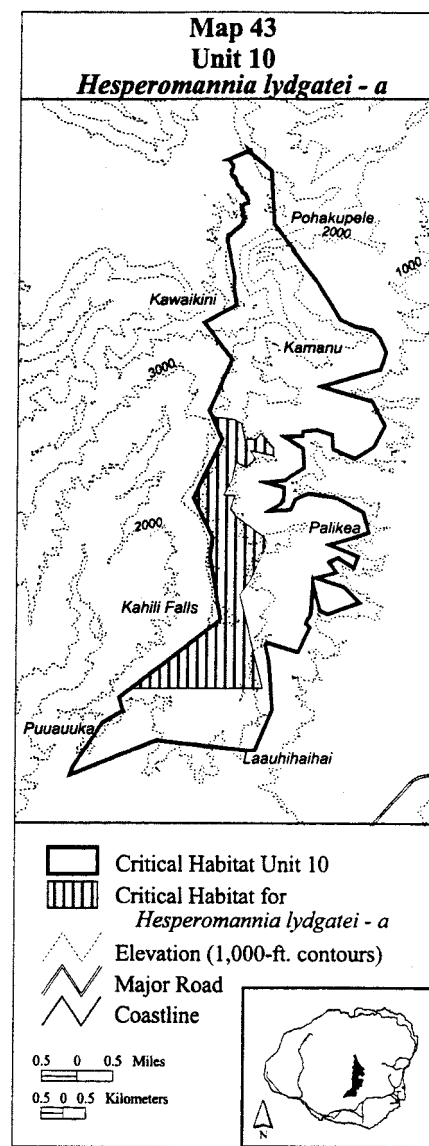 Map 43
Unit 10
Hesperomannia lydgatei - a
Pohakupele
2000
1000
Kawaikini
Kamanu
3000
2000
Palikea
Kahili Falls
Puuauuka
Laauhihaihai
Critical Habitat Unit 10
Critical Habitat for
Hesperomannia lydgatei - a
Elevation (1,000-ft. contours)
Major Road
Coastline
0.5 0 0.5 Miles
0.5 0 0.5 Kilometers
N